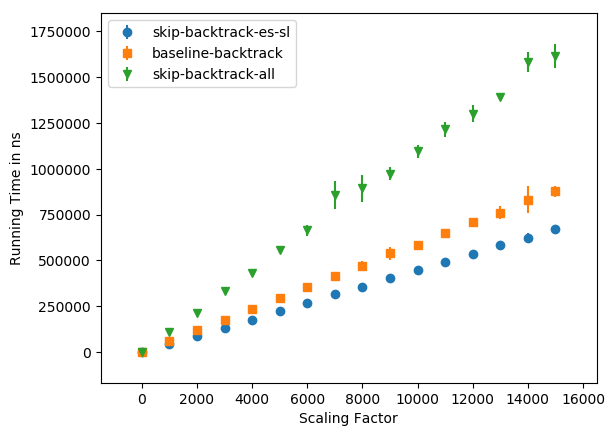 skip-backtrack-es-sl
baseline-backtrack
skip-backtrack-all
Running Time in ns
1750000
1500000
1250000
1000000
750000
500000
250000
0
0 2000 4000 6000 8000 10000 12000 14000 16000
Scaling Factor